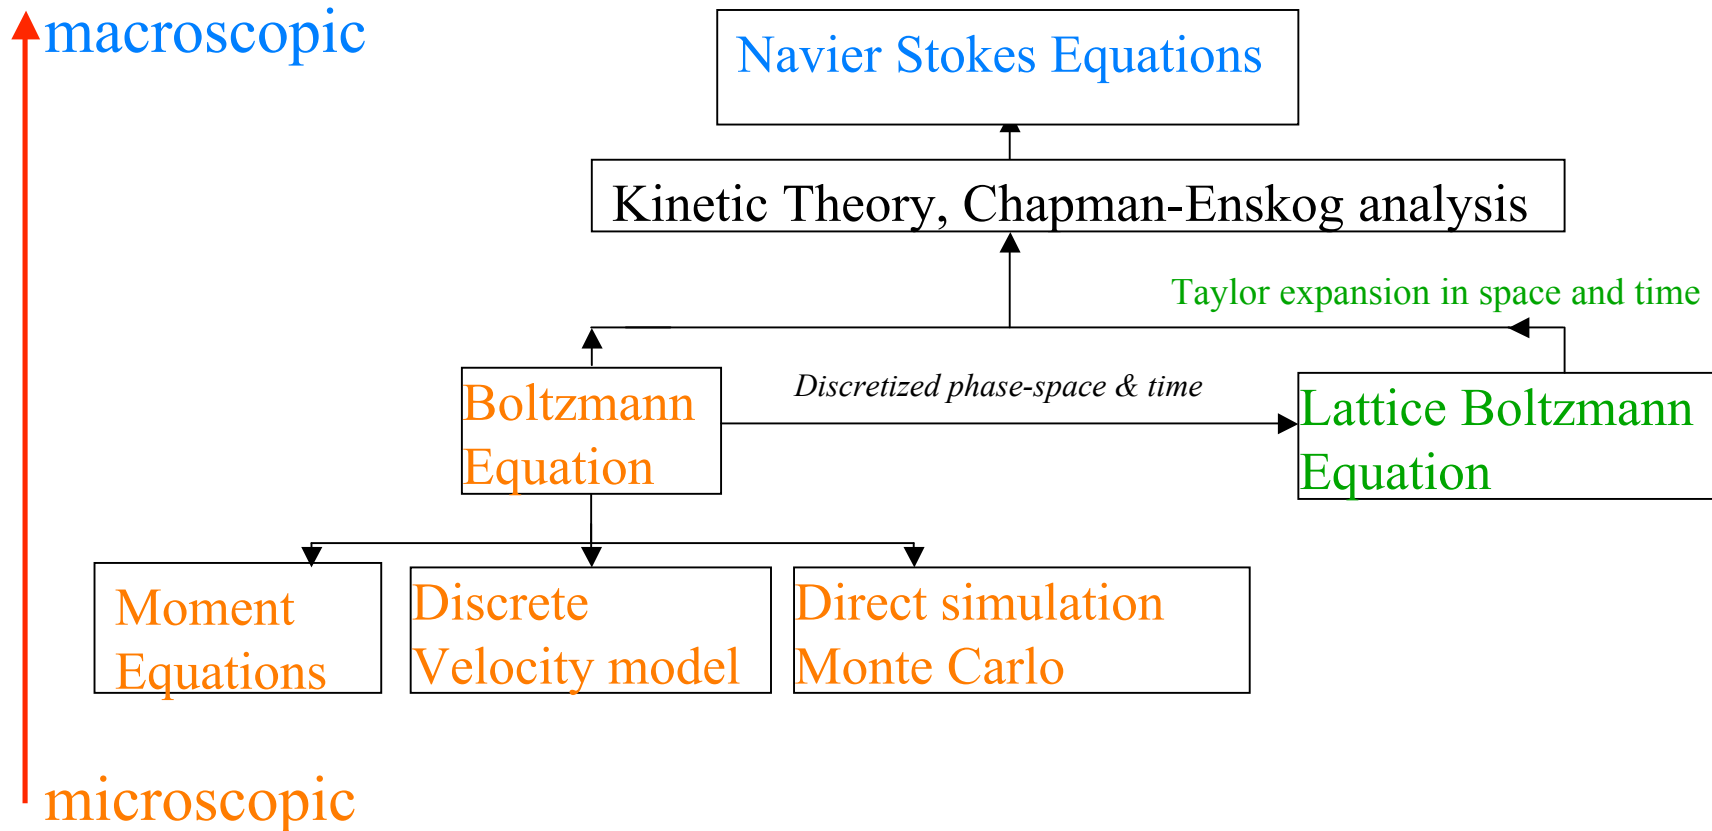 macroscopic
Navier Stokes Equations
Kinetic Theory, Chapman-Enskog analysis
Taylor expansion in space and time
Discretized phase-space & time
Boltzmann
Equation
Lattice Boltzmann
Equation
Moment
Equations
Discrete
Velocity model
Direct simulation
Monte Carlo
microscopic